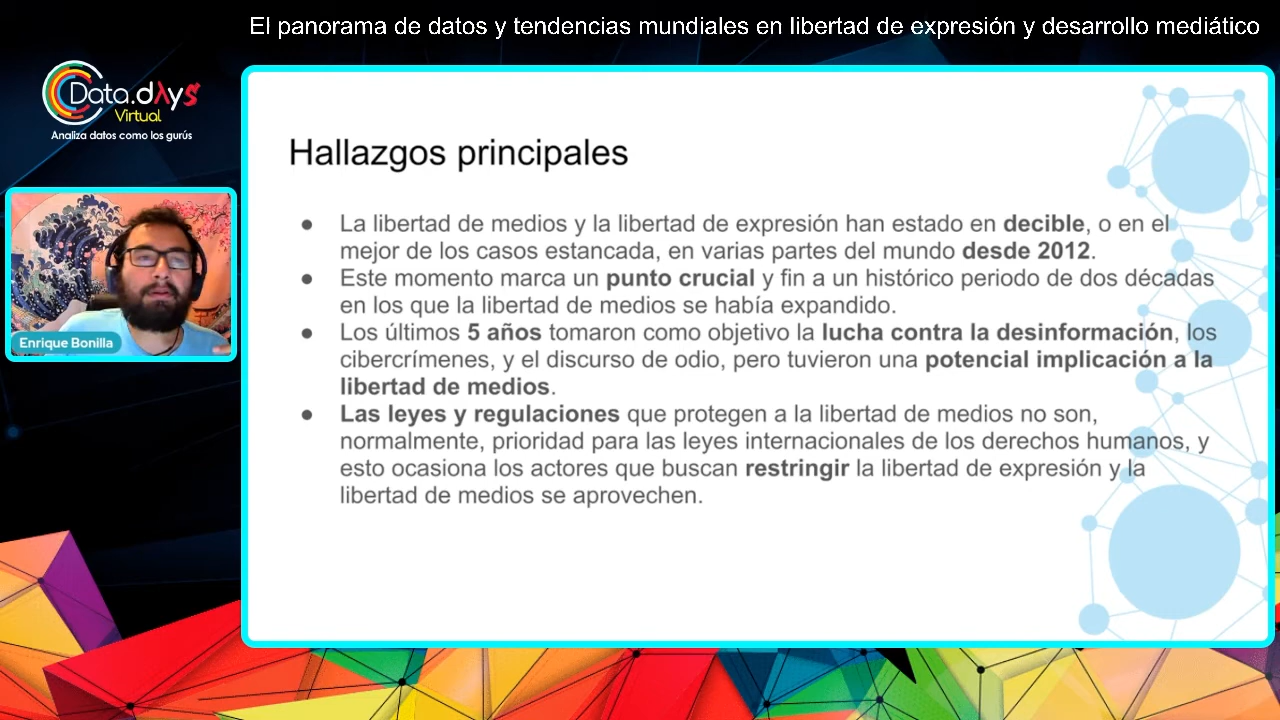 El panorama de datos y tendencias mundiales en libertad de expresión y desarrollo mediático
Data.dAys
Virtual
Analiza datos como los gurús
Enrique Bonilla
Hallazgos principales
● La libertad de medios y la libertad de expresión han estado en decible, o en el
mejor de los casos estancada, en varias partes del mundo desde 2012.
● Este momento marca un punto crucial y fin a un histórico periodo de dos décadas
en los que la libertad de medios se había expandido.
● Los últimos 5 años tomaron como objetivo la lucha contra la desinformación, los
cibercrímenes, y el discurso de odio, pero tuvieron una potencial implicación a la
libertad de medios.
● Las leyes y regulaciones que protegen a la libertad de medios no son,
normalmente, prioridad para las leyes internacionales de los derechos humanos, y
esto ocasiona los actores que buscan restringir la libertad de expresión y la
libertad de medios se aprovechen.